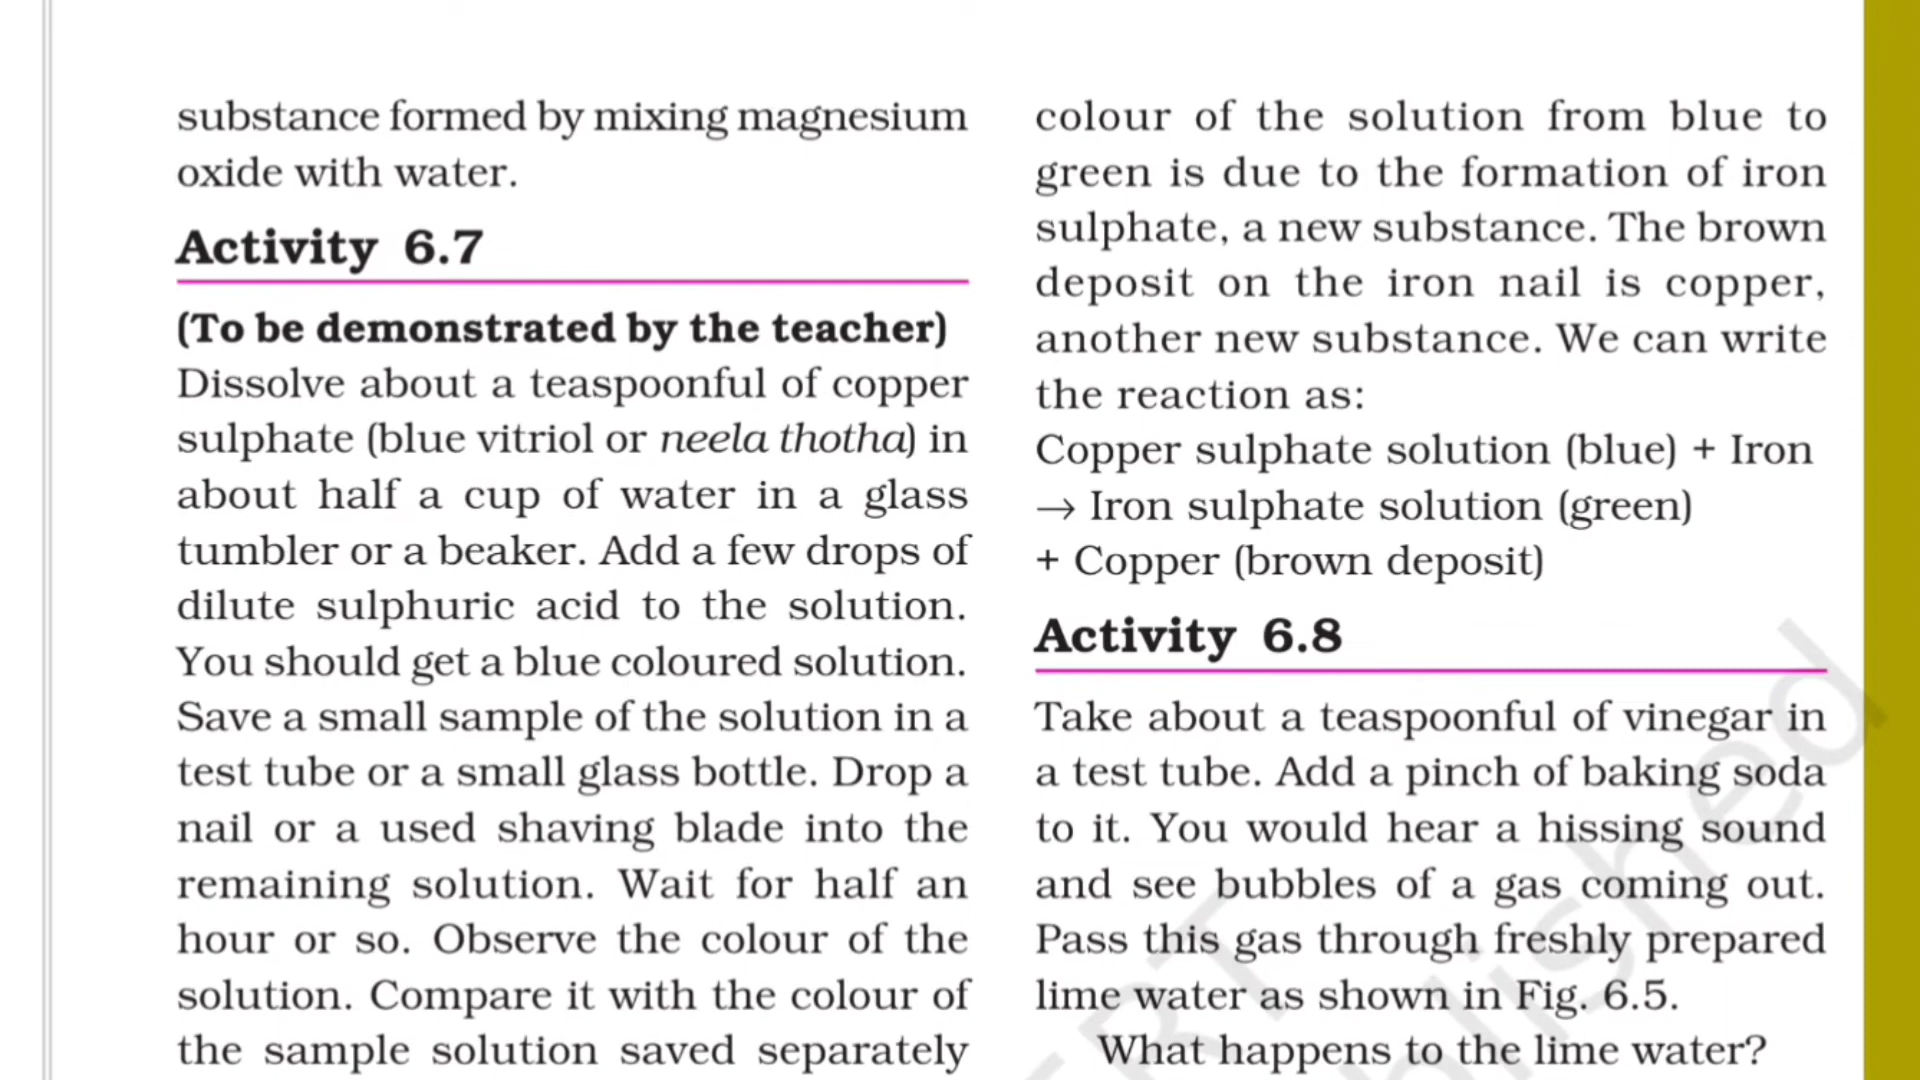 substance formed by mixing magnesium
oxide with water.
Activity 6.7
(To be demonstrated by the teacher)
Dissolve about a teaspoonful of copper
sulphate (blue vitriol or neela thotha) in
about half a cup of water in a glass
tumbler or a beaker. Add a few drops of
dilute sulphuric acid to the solution.
You should get a blue coloured solution.
Save a small sample of the solution in a
test tube or a small glass bottle. Drop a
nail or a used shaving blade into the
remaining solution. Wait for half an
hour or so. Observe the colour of the
solution. Compare it with the colour of
the sample solution saved separately
colour of the solution from blue to
green is due to the formation of iron
sulphate, a new substance. The brown
deposit on the iron nail is copper,
another new substance. We can write
the reaction as:
Copper sulphate solution (blue) + Iron
→ Iron sulphate solution (green)
+ Copper (brown deposit)
Activity 6.8
Take about a teaspoonful of vinegar in
a test tube. Add a pinch of baking soda
to it. You would hear a hissing sound
and see bubbles of a gas coming out.
Pass this gas through freshly prepared
lime water as shown in Fig. 6.5.
What happens to the lime water?